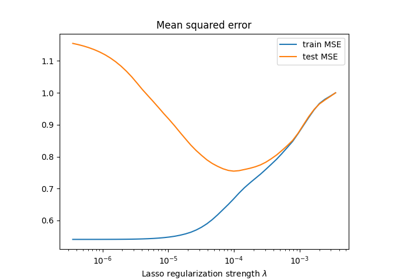 Mean squared error
train MSE
test MSE
1.1
1.0
0.9
0.8
0.7
0.6
10⁻⁶ 10⁻⁵ 10⁻⁴ 10⁻³
Lasso regularization strength λ